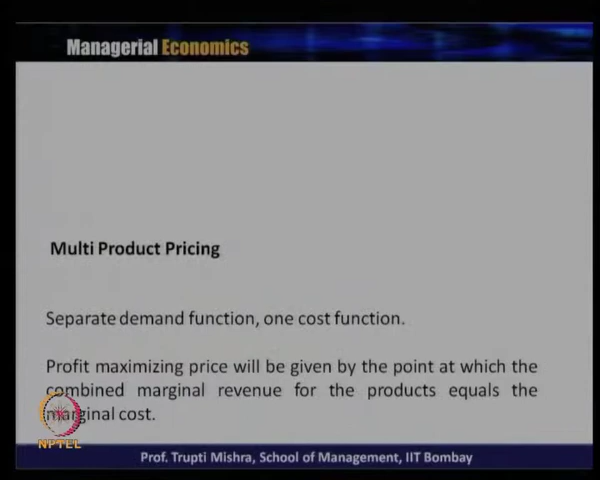 Managerial Economics
Multi Product Pricing
Separate demand function, one cost function.
Profit maximizing price will be given by the point at which the
combined marginal revenue for the products equals the
marginal cost.
NPTEL
Prof. Trupti Mishra, School of Management, IIT Bombay